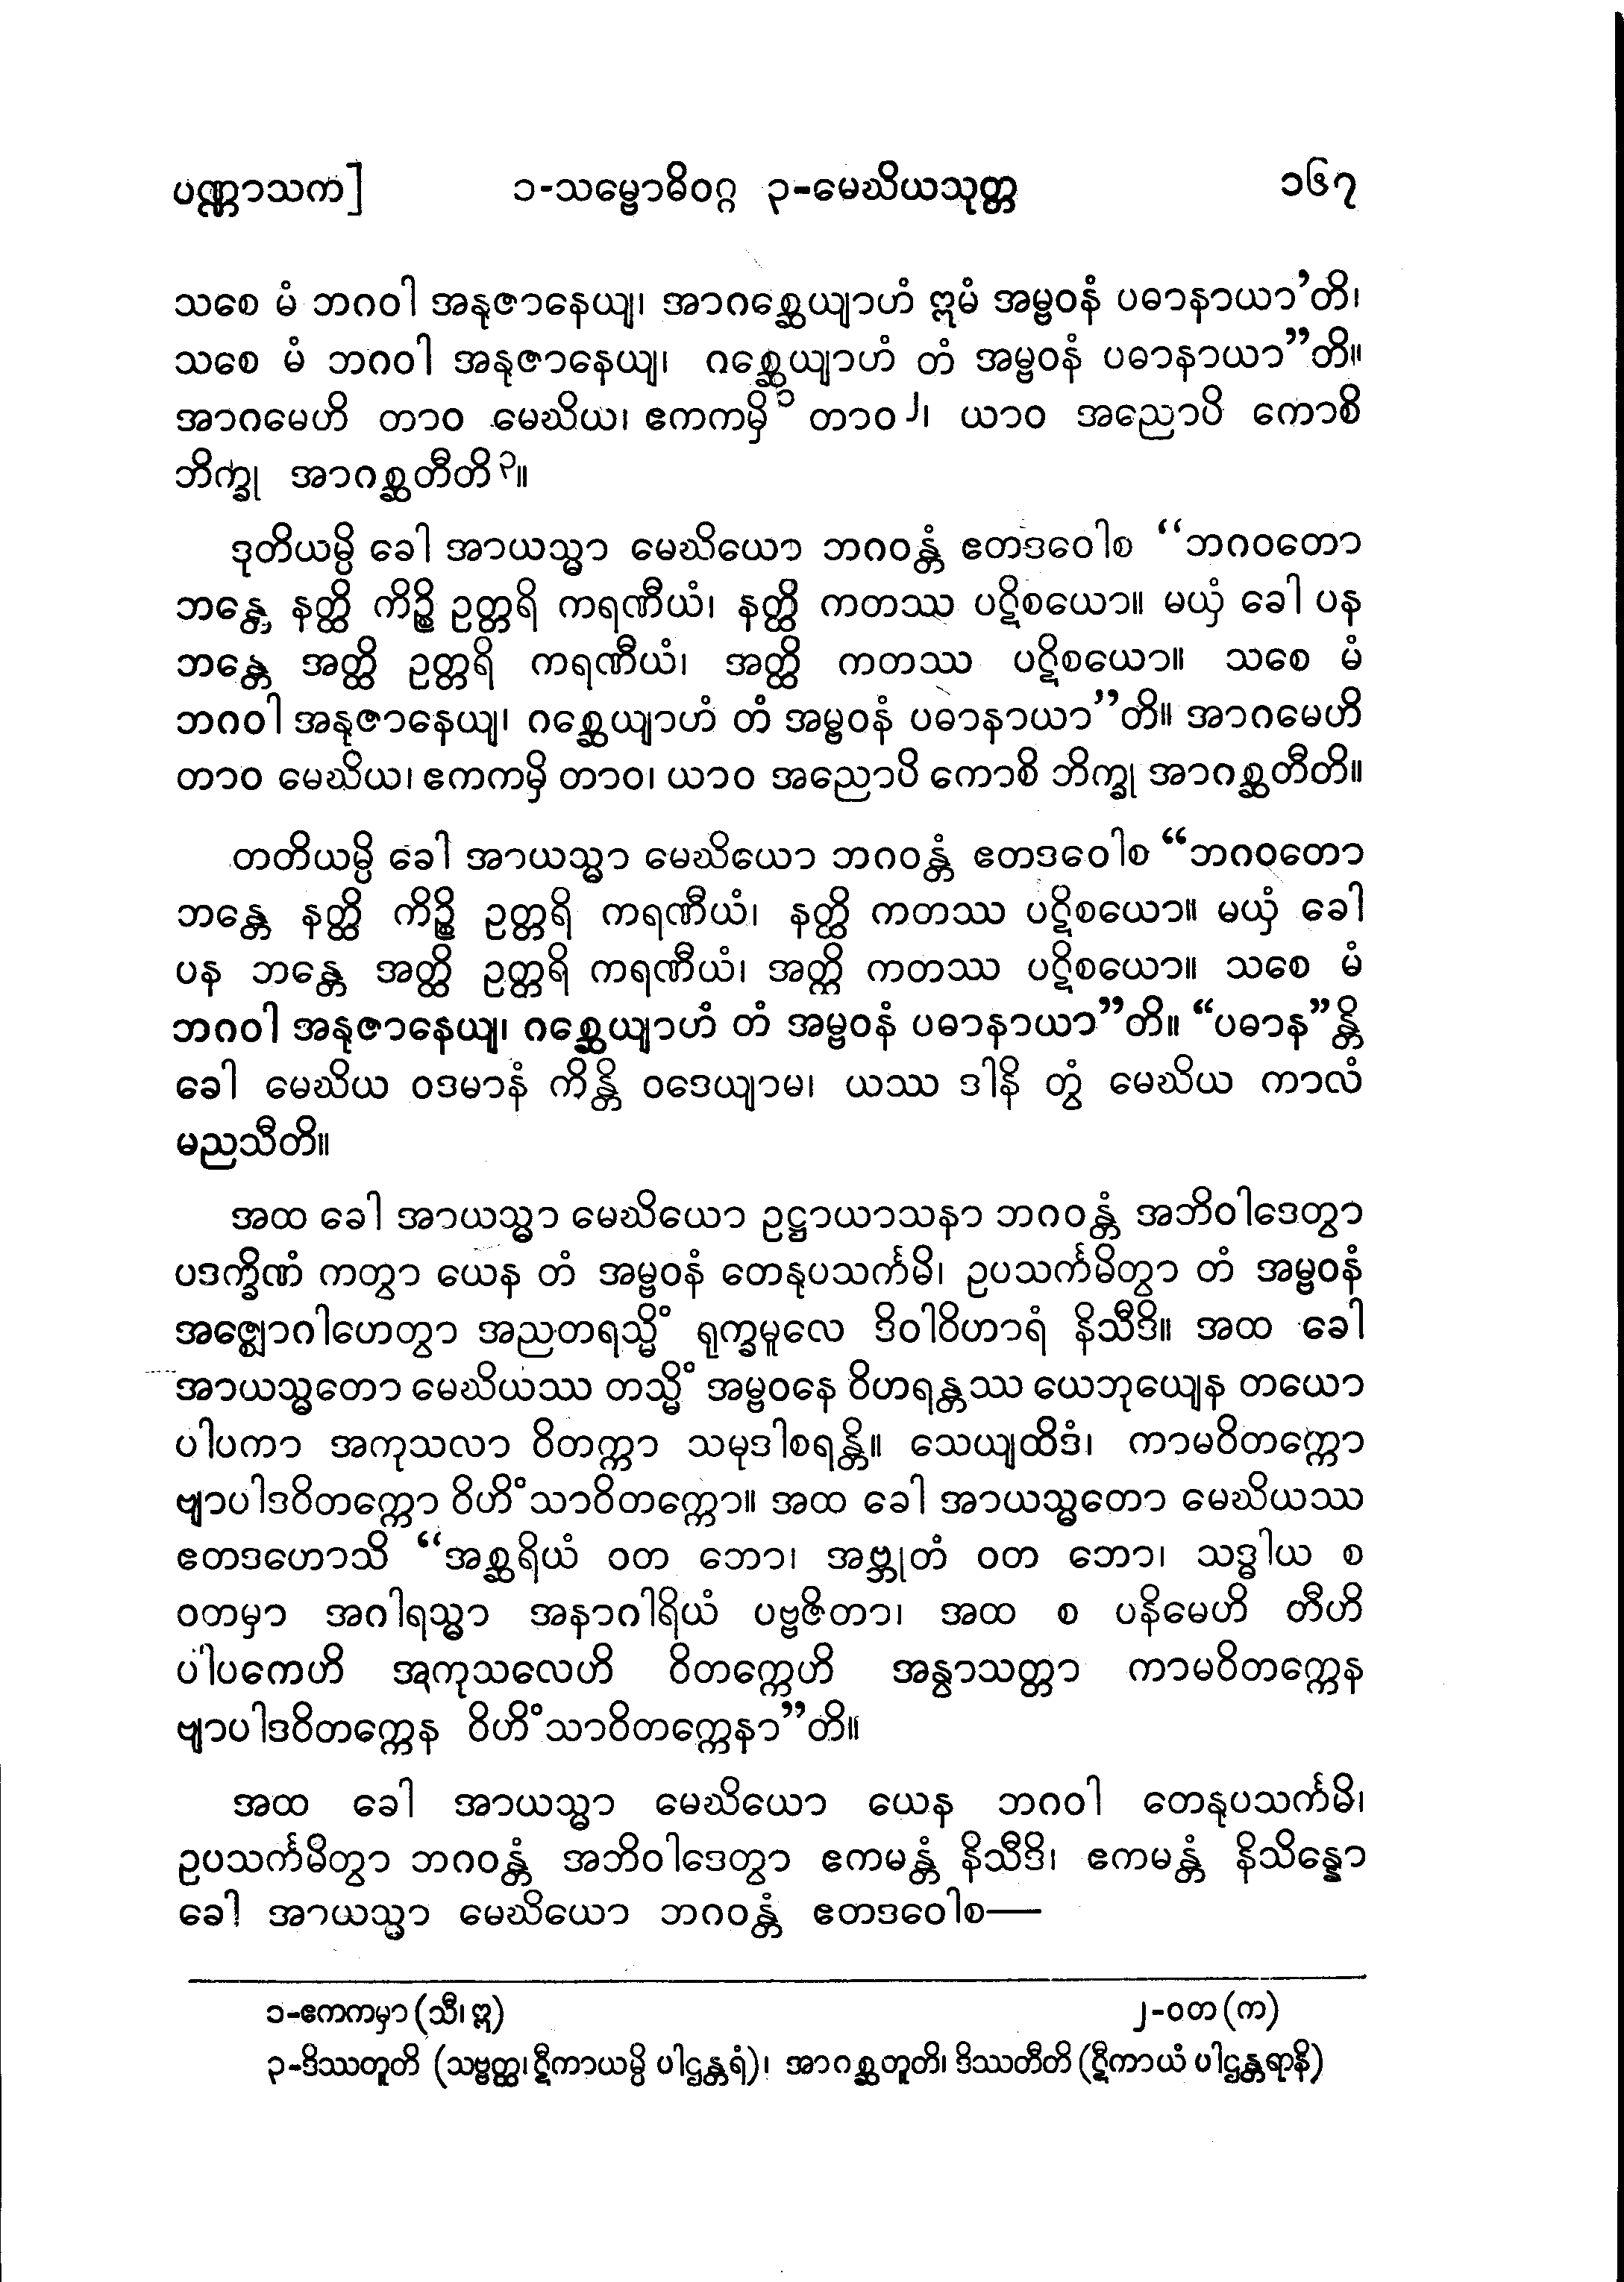 ပဏ္ဏာသက] ၁-သမ္ဗောဓိဝဂ္ဂ ၃-မေဃိယသုတ္တ ၁၆၇
သစေ မံ ဘဂဝါ အနုဇာနေယျ၊ အာဂစ္ဆေယျာဟံ ဣမံ အမ္ဗဝနံ ပဓာနာယာ’တိ၊
သစေ မံ ဘဂဝါ အနုဇာနေယျ၊ ဂစ္ဆေယျာဟံ တံ အမ္ဗဝနံ ပဓာနာယာ”တိ။
အာဂမေဟိ တာဝ မေဃိယ၊ ဧကကမှိ၁ တာဝ၂၊ ယာဝ အညောပိ ကောစိ
ဘိက္ခု အာဂစ္ဆတီတိ၃။
ဒုတိယမ္ပိ ခေါ အာယသ္မာ မေဃိယော ဘဂဝန္တံ ဧတဒဝေါစ “ဘဂဝတော
ဘန္တေ နတ္ထိ ကိဉ္စိ ဥတ္တရိ ကရဏီယံ၊ နတ္ထိ ကတဿ ပဋိစယော။ မယှံ ခေါ ပန
ဘန္တေ အတ္ထိ ဥတ္တရိ ကရဏီယံ၊ အတ္ထိ ကတဿ ပဋိစယော။ သစေ မံ
ဘဂဝါ အနုဇာနေယျ၊ ဂစ္ဆေယျာဟံ တံ အမ္ဗဝနံ ပဓာနာယာ”တိ။ အာဂမေဟိ
တာဝ မေဃိယ၊ ဧကကမှိ တာဝ၊ ယာဝ အညောပိ ကောစိ ဘိက္ခု အာဂစ္ဆတီတိ။
တတိယမ္ပိ ခေါ အာယသ္မာ မေဃိယော ဘဂဝန္တံ ဧတဒဝေါစ “ဘဂဝတော
ဘန္တေ နတ္ထိ ကိဉ္စိ ဥတ္တရိ ကရဏီယံ၊ နတ္ထိ ကတဿ ပဋိစယော။ မယှံ ခေါ
ပန ဘန္တေ အတ္ထိ ဥတ္တရိ ကရဏီယံ၊ အတ္ထိ ကတဿ ပဋိစယော။ သစေ မံ
ဘဂဝါ အနုဇာနေယျ၊ ဂစ္ဆေယျာဟံ တံ အမ္ဗဝနံ ပဓာနာယာ”တိ။ “ပဓာန”န္တိ
ခေါ မေဃိယ ဝဒမာနံ ကိန္တိ ဝဒေယျာမ၊ ယဿ ဒါနိ တွံ မေဃိယ ကာလံ
မညသီတိ။
အထ ခေါ အာယသ္မာ မေဃိယော ဥဋ္ဌာယာသနာ ဘဂဝန္တံ အဘိဝါဒေတွာ
ပဒက္ခိဏံ ကတွာ ယေန တံ အမ္ဗဝနံ တေနုပသင်္ကမိ၊ ဥပသင်္ကမိတွာ တံ အမ္ဗဝနံ
အဇ္ဈောဂါဟေတွာ အညတရသ္မိံ ရုက္ခမူလေ ဒိဝါဝိဟာရံ နိသီဒိ။ အထ ခေါ
အာယသ္မတော မေဃိယဿ တသ္မိံ အမ္ဗဝနေ ဝိဟရန္တဿ ယေဘုယျေန တယော
ပါပကာ အကုသလာ ဝိတက္ကာ သမုဒါစရန္တိ။ သေယျထိဒံ၊ ကာမဝိတက္ကော
ဗျာပါဒဝိတက္ကော ဝိဟိံသာဝိတက္ကော။ အထ ခေါ အာယသ္မတော မေဃိယဿ
ဧတဒဟောသိ “အစ္ဆရိယံ ဝတ ဘော၊ အဗ္ဘုတံ ဝတ ဘော၊ သဒ္ဓါယ စ
ဝတမှာ အဂါရသ္မာ အနာဂါရိယံ ပဗ္ဗဇိတာ၊ အထ စ ပနိမေဟိ တီဟိ
ပါပကေဟိ အကုသလေဟိ ဝိတက္ကေဟိ အန္ွာသတ္တာ ကာမဝိတက္ကေန
ဗျာပါဒဝိတက္ကေန ဝိဟိံသာဝိတက္ကေနာ”တိ။
အထ ခေါ အာယသ္မာ မေဃိယော ယေန ဘဂဝါ တေနုပသင်္ကမိ၊
ဥပသင်္ကမိတွာ ဘဂဝန္တံ အဘိဝါဒေတွာ ဧကမန္တံ နိသီဒိ၊ ဧကမန္တံ နိသိန္နော
ခေါ အာယသ္မာ မေဃိယော ဘဂဝန္တံ ဧတဒဝေါစ—
၁-ဧကကမှာ (သီ၊ ဣ) ၂-ဝတ (က)
၃-ဒိဿတူတိ (သဗ္ဗတ္ထ၊ ဋီကာယမ္ပိ ပါဌန္တရံ)၊ အာဂစ္ဆတူတိ၊ ဒိဿတီတိ (ဋီကာယံ ပါဌန္တရာနိ)